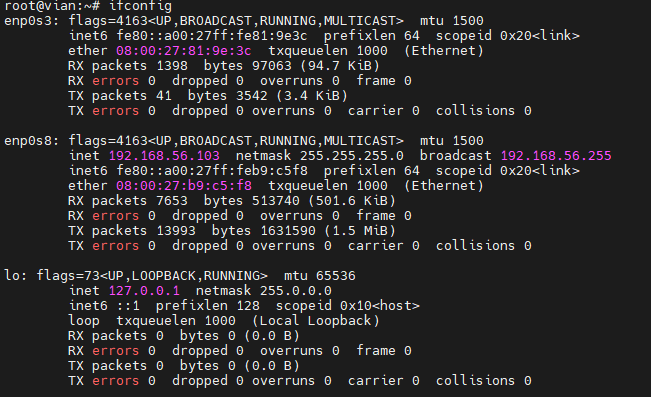 root@vian:~# ifconfig
enp0s3: flags=4163<UP,BROADCAST,RUNNING,MULTICAST>  mtu 1500
        inet6 fe80::a00:27ff:fe81:9e3c  prefixlen 64  scopeid 0x20<link>
        ether 08:00:27:81:9e:3c  txqueuelen 1000  (Ethernet)
        RX packets 1398  bytes 97063 (94.7 KiB)
        RX errors 0  dropped 0  overruns 0  frame 0
        TX packets 41  bytes 3542 (3.4 KiB)
        TX errors 0  dropped 0 overruns 0  carrier 0  collisions 0

enp0s8: flags=4163<UP,BROADCAST,RUNNING,MULTICAST>  mtu 1500
        inet 192.168.56.103  netmask 255.255.255.0  broadcast 192.168.56.255
        inet6 fe80::a00:27ff:feb9:c5f8  prefixlen 64  scopeid 0x20<link>
        ether 08:00:27:b9:c5:f8  txqueuelen 1000  (Ethernet)
        RX packets 7653  bytes 513740 (501.6 KiB)
        RX errors 0  dropped 0  overruns 0  frame 0
        TX packets 13993  bytes 1631590 (1.5 MiB)
        TX errors 0  dropped 0 overruns 0  carrier 0  collisions 0

lo: flags=73<UP,LOOPBACK,RUNNING>  mtu 65536
        inet 127.0.0.1  netmask 255.0.0.0
        inet6 ::1  prefixlen 128  scopeid 0x10<host>
        loop  txqueuelen 1000  (Local Loopback)
        RX packets 0  bytes 0 (0.0 B)
        RX errors 0  dropped 0  overruns 0  frame 0
        TX packets 0  bytes 0 (0.0 B)
        TX errors 0  dropped 0 overruns 0  carrier 0  collisions 0